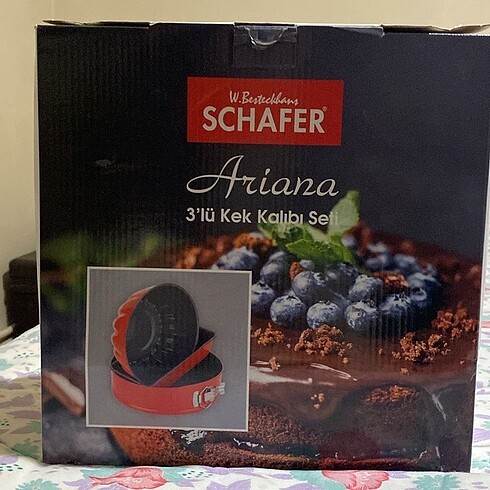 W.Besteckhaus
SCHAFER®
Ariana
3'lü Kek Kalıbı Seti